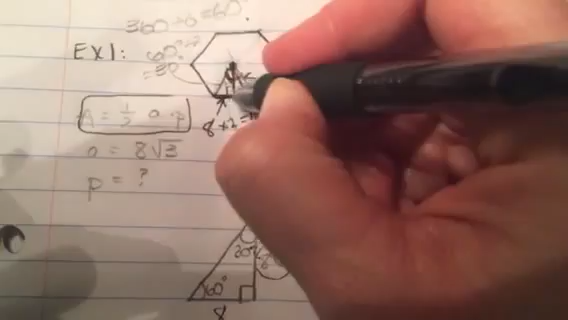 360 ÷ 6 = 60°
EX1: 60° ÷ 2
= 30
8 × 2 =
A = 1/2 a · p
a = 8√3
p = ?
30°
60°
8